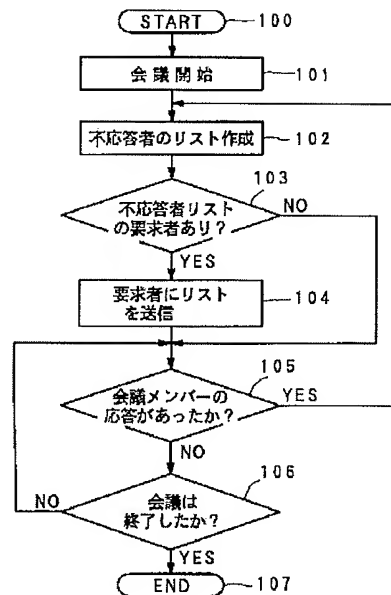 START
100
会議開始
101
不応答者のリスト作成
102
103
不応答者リスト
の要求者あり?
NO
YES
要求者にリスト
を送信
104
105
会議メンバーの
応答があったか?
YES
NO
106
NO
会議は
終了したか?
YES
END
107